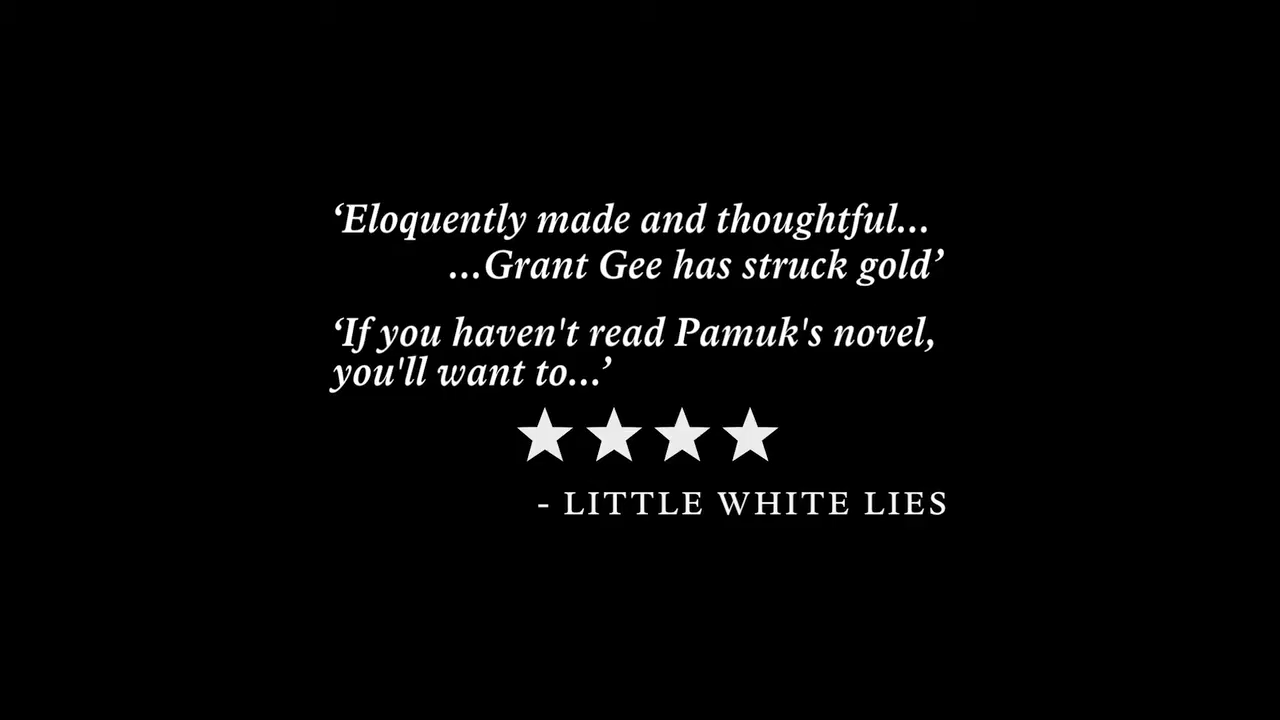 ‘Eloquently made and thoughtful...
...Grant Gee has struck gold’
‘If you haven't read Pamuk's novel,
you'll want to...’
- LITTLE WHITE LIES